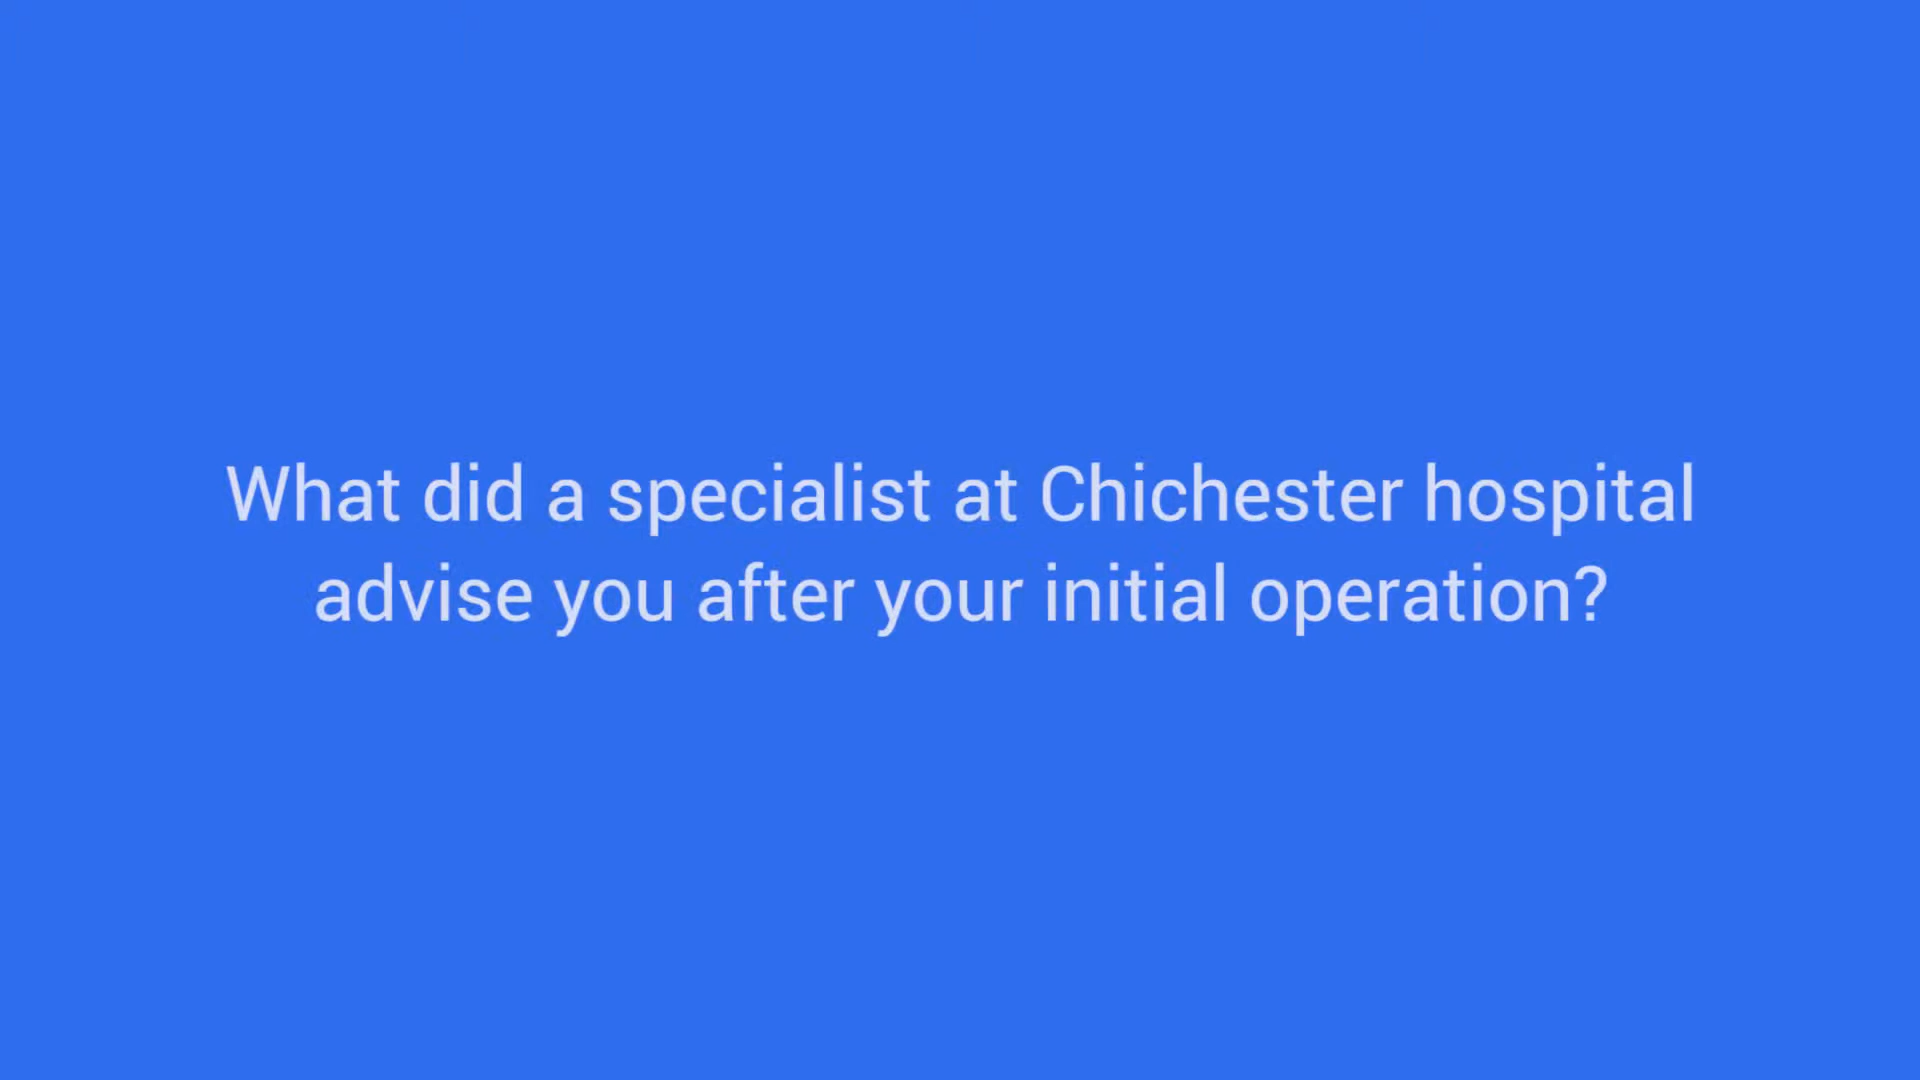 What did a specialist at Chichester hospital
advise you after your initial operation?